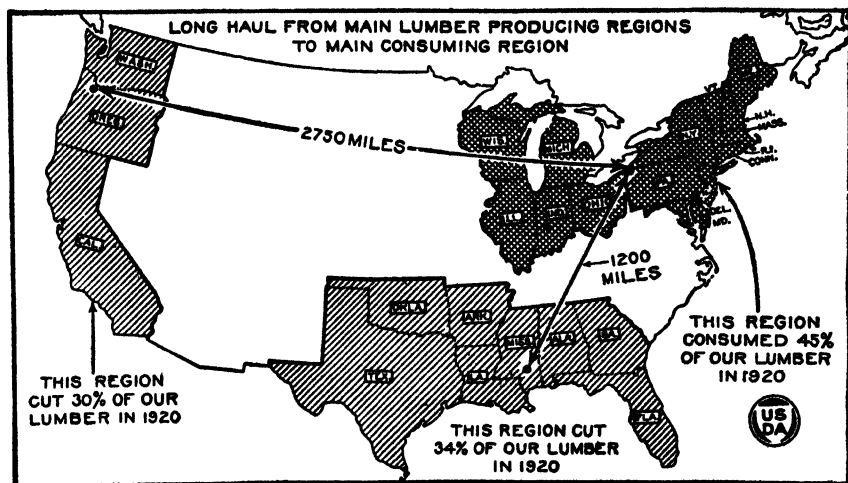 LONG HAUL FROM MAIN LUMBER PRODUCING REGIONS
TO MAIN CONSUMING REGION
WASH
OREG
CAL
2750 MILES
WIS
MICH
ILL
IND
OHIO
N.Y.
PA
N.H.
MASS.
R.I.
CONN.
DEL.
MD.
1200
MILES
OKLA
ARK
TEX
LA
MISS
ALA
GA
FLA
THIS REGION
CUT 30% OF OUR
LUMBER IN 1920
THIS REGION CUT
34% OF OUR LUMBER
IN 1920
THIS REGION
CONSUMED 45%
OF OUR LUMBER
IN 1920
US
DA